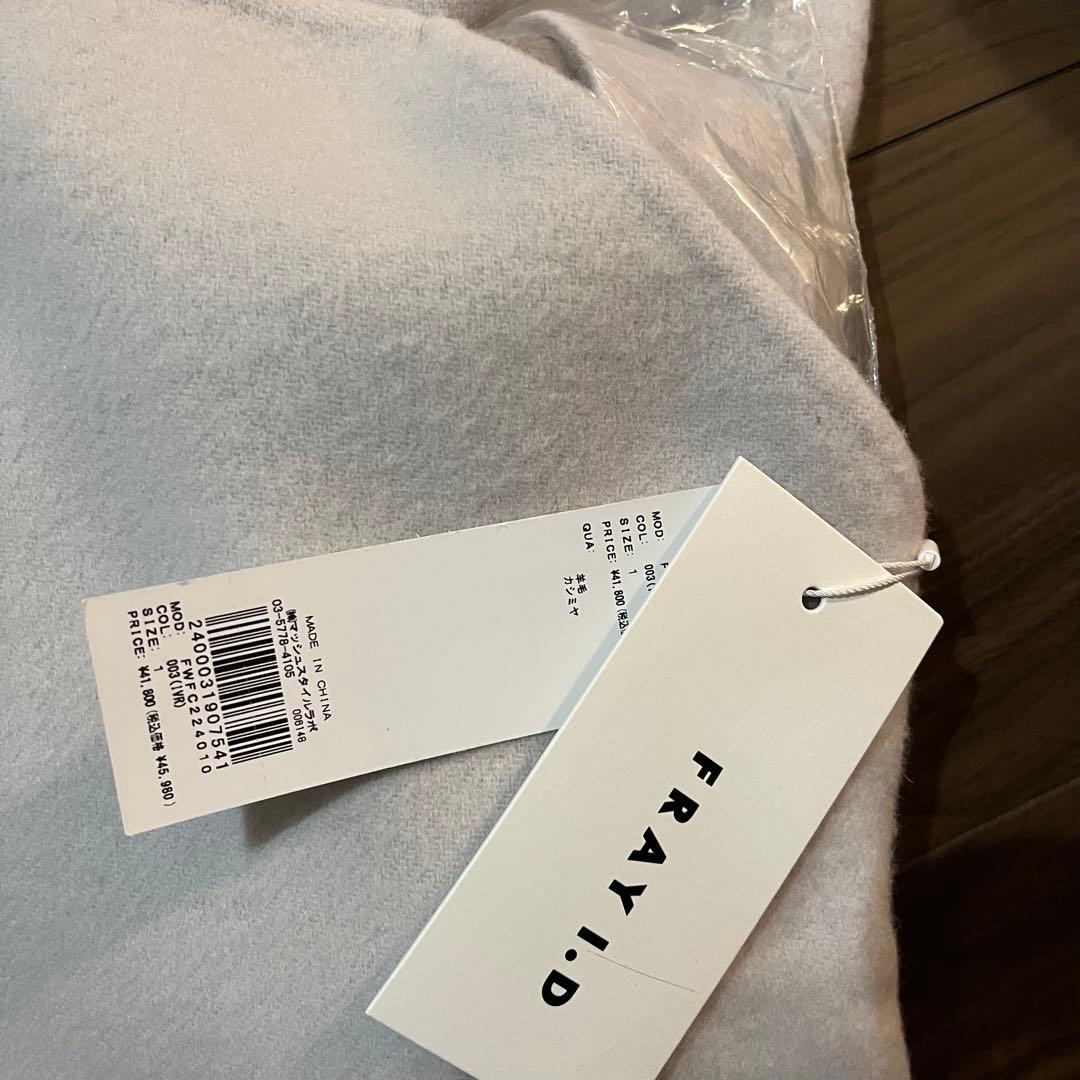 FRAY I.D
MOD: F
COL: 003(I
SIZE: 1
PRICE: ¥41,800(税込
QUA: 羊毛
カシミヤ
MADE IN CHINA
㈱マッシュスタイルラボ
03-5778-4105 006148
2400031907541
MOD: FWFC224010
COL: 003(IVR)
SIZE: 1
PRICE: ¥41,800(税込価格 ¥45,980)